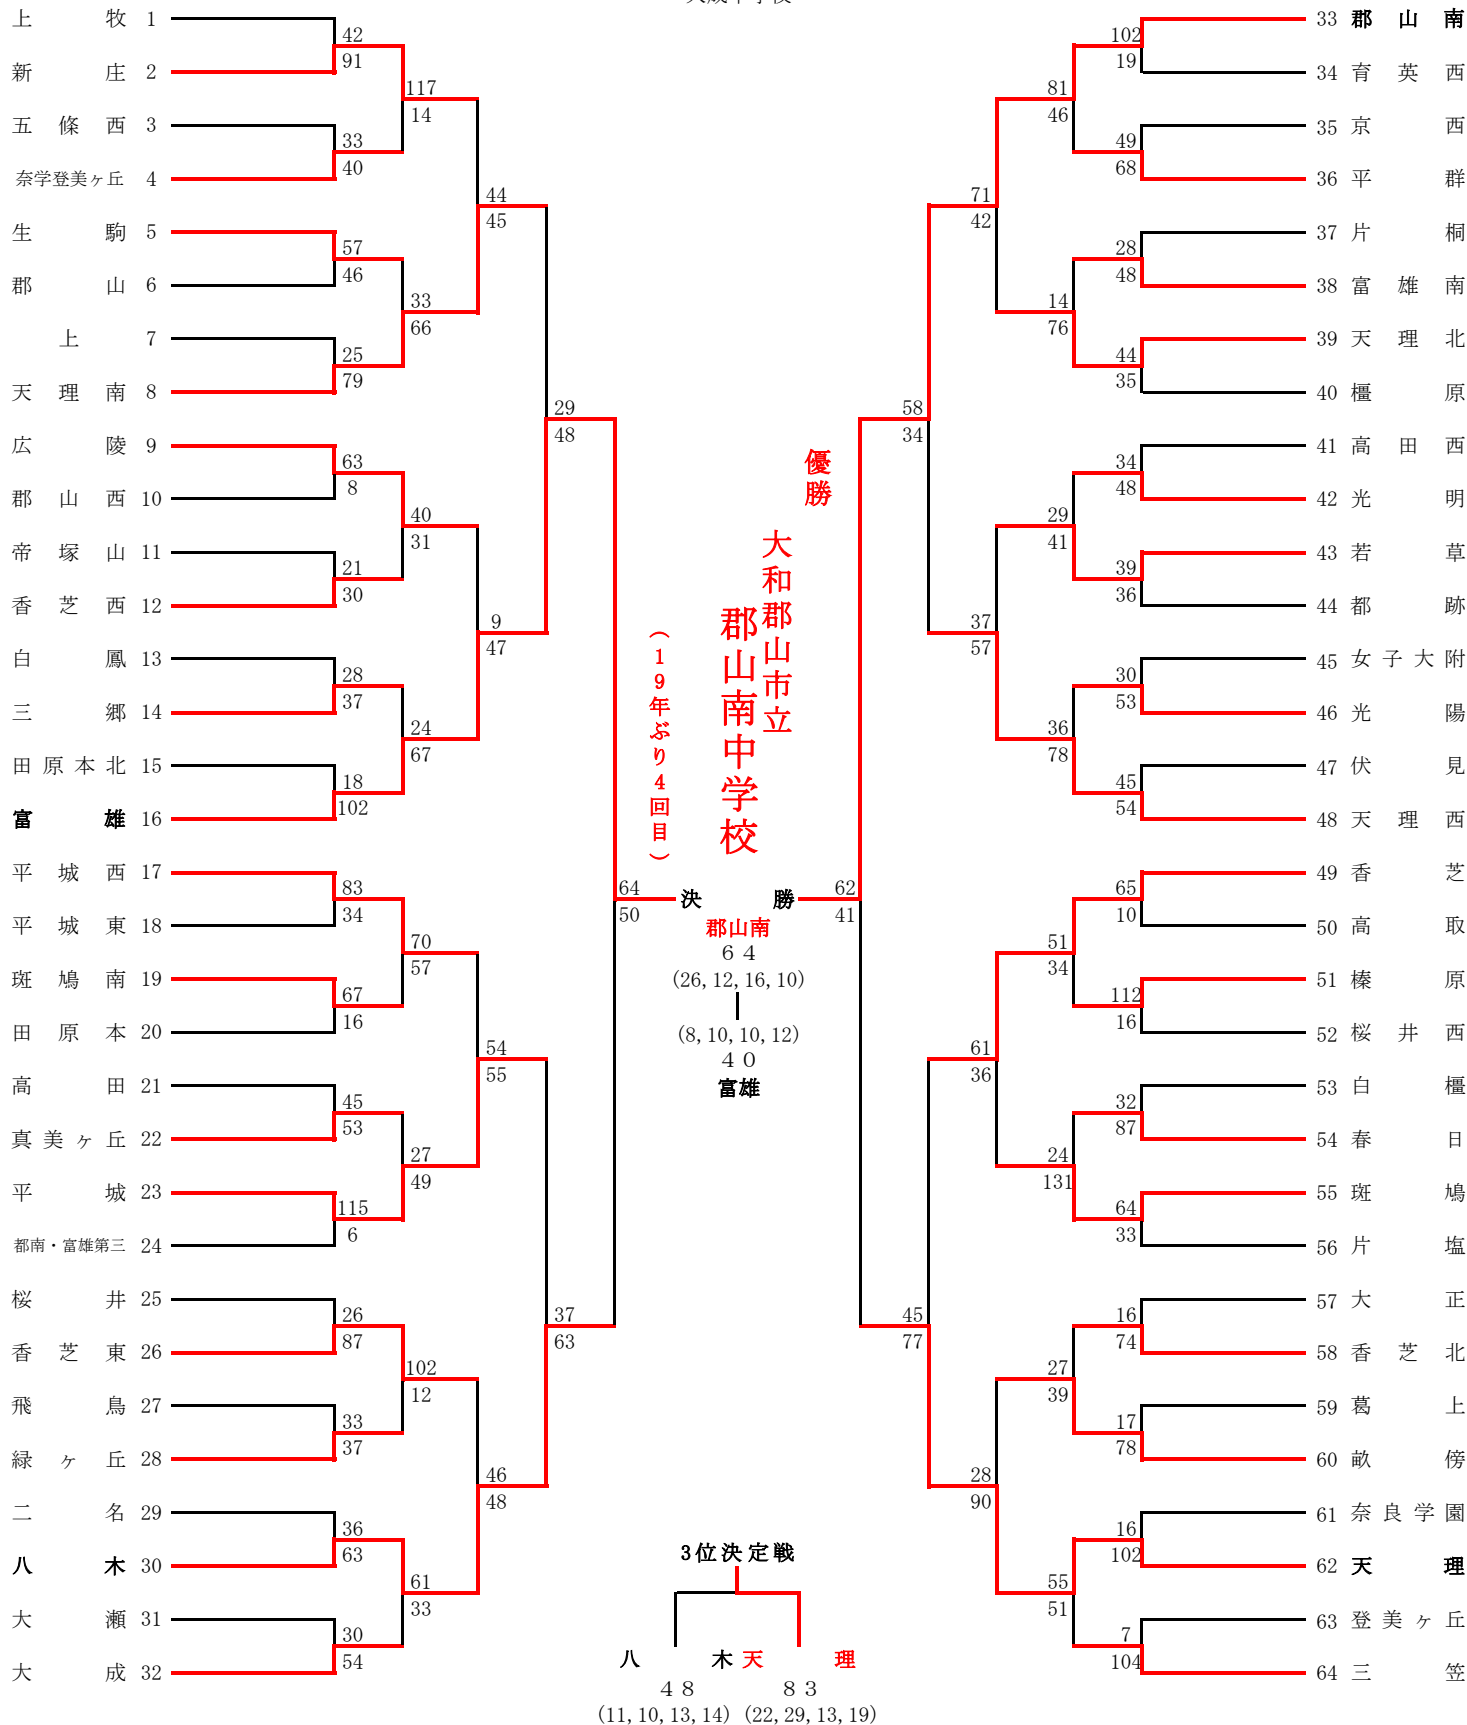 上牧 1
42
新庄 2
91
117
14
五條西 3
33
奈学登美ヶ丘 4
40
44
45
生駒 5
57
郡山 6
46
33
66
上 7
25
天理南 8
79
29
48
広陵 9
63
郡山西 10
8
40
31
帝塚山 11
21
香芝西 12
30
9
47
白鳳 13
28
三郷 14
37
24
67
田原本北 15
18
富雄 16
102
64
50
平城西 17
83
平城東 18
34
70
57
斑鳩南 19
67
田原本 20
16
54
55
高田 21
45
真美ヶ丘 22
53
27
49
平城 23
115
都南・富雄第三 24
6
37
63
桜井 25
26
香芝東 26
87
102
12
飛鳥 27
33
緑ヶ丘 28
37
46
48
二名 29
36
八木 30
63
61
33
大瀬 31
30
大成 32
54
優勝
大和郡山市立
郡山南中学校
(19年ぶり4回目)
決勝
郡山南
64
(26,12,16,10)
(8,10,10,12)
40
富雄
3位決定戦
八木 天理
48 83
(11,10,13,14) (22,29,13,19)
33 郡山南
102
34 育英西
19
81
46
35 京西
49
36 平群
68
71
42
37 片桐
28
38 富雄南
48
14
76
39 天理北
44
40 橿原
35
58
34
41 高田西
34
42 光明
48
29
41
43 若草
39
44 都跡
36
37
57
45 女子大附
30
46 光陽
53
36
78
47 伏見
45
48 天理西
54
62
41
49 香芝
65
50 高取
10
51
34
51 榛原
112
52 桜井西
16
61
36
53 白橿
32
54 春日
87
24
131
55 斑鳩
64
56 片塩
33
45
77
57 大正
16
58 香芝北
74
27
39
59 葛上
17
60 畝傍
78
28
90
61 奈良学園
16
62 天理
102
55
51
63 登美ヶ丘
7
64 三笠
104